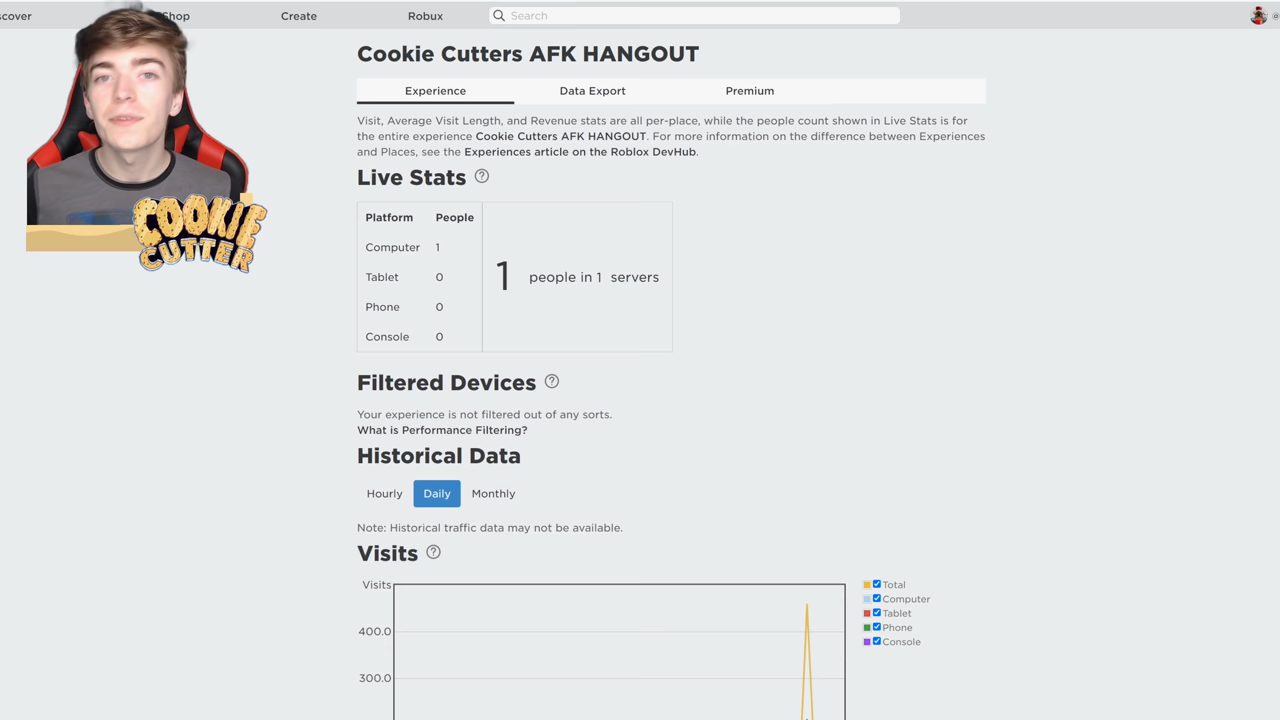 scover
Shop
Create
Robux
Search
Cookie Cutters AFK HANGOUT
Experience
Data Export
Premium
Visit, Average Visit Length, and Revenue stats are all per-place, while the people count shown in Live Stats is for
the entire experience Cookie Cutters AFK HANGOUT. For more information on the difference between Experiences
and Places, see the Experiences article on the Roblox DevHub.
Live Stats
Platform People
Computer 1
Tablet 0
Phone 0
Console 0
1 people in 1 servers
COOKIE
CUTTER
Filtered Devices
Your experience is not filtered out of any sorts.
What is Performance Filtering?
Historical Data
Hourly
Daily
Monthly
Note: Historical traffic data may not be available.
Visits
Visits
400.0
300.0
Total
Computer
Tablet
Phone
Console